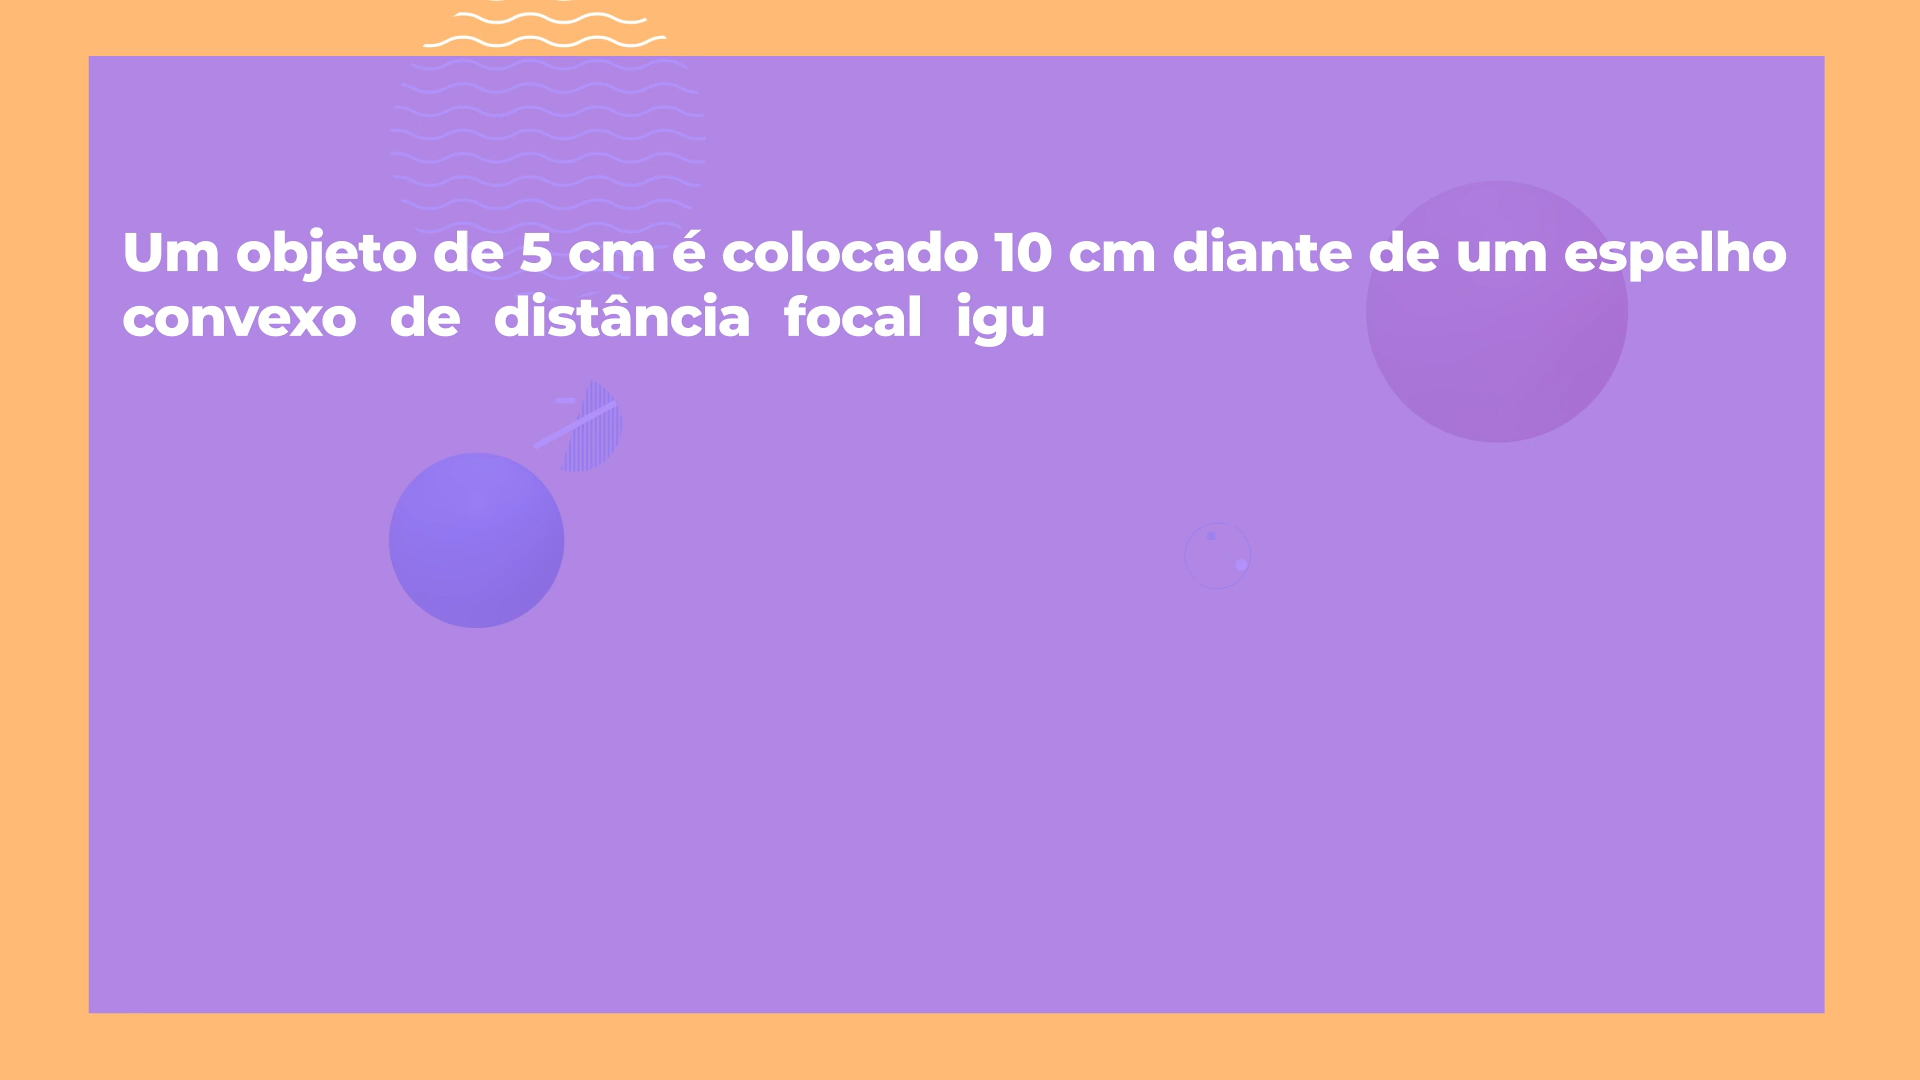 Um objeto de 5 cm é colocado 10 cm diante de um espelho
convexo de distância focal igu